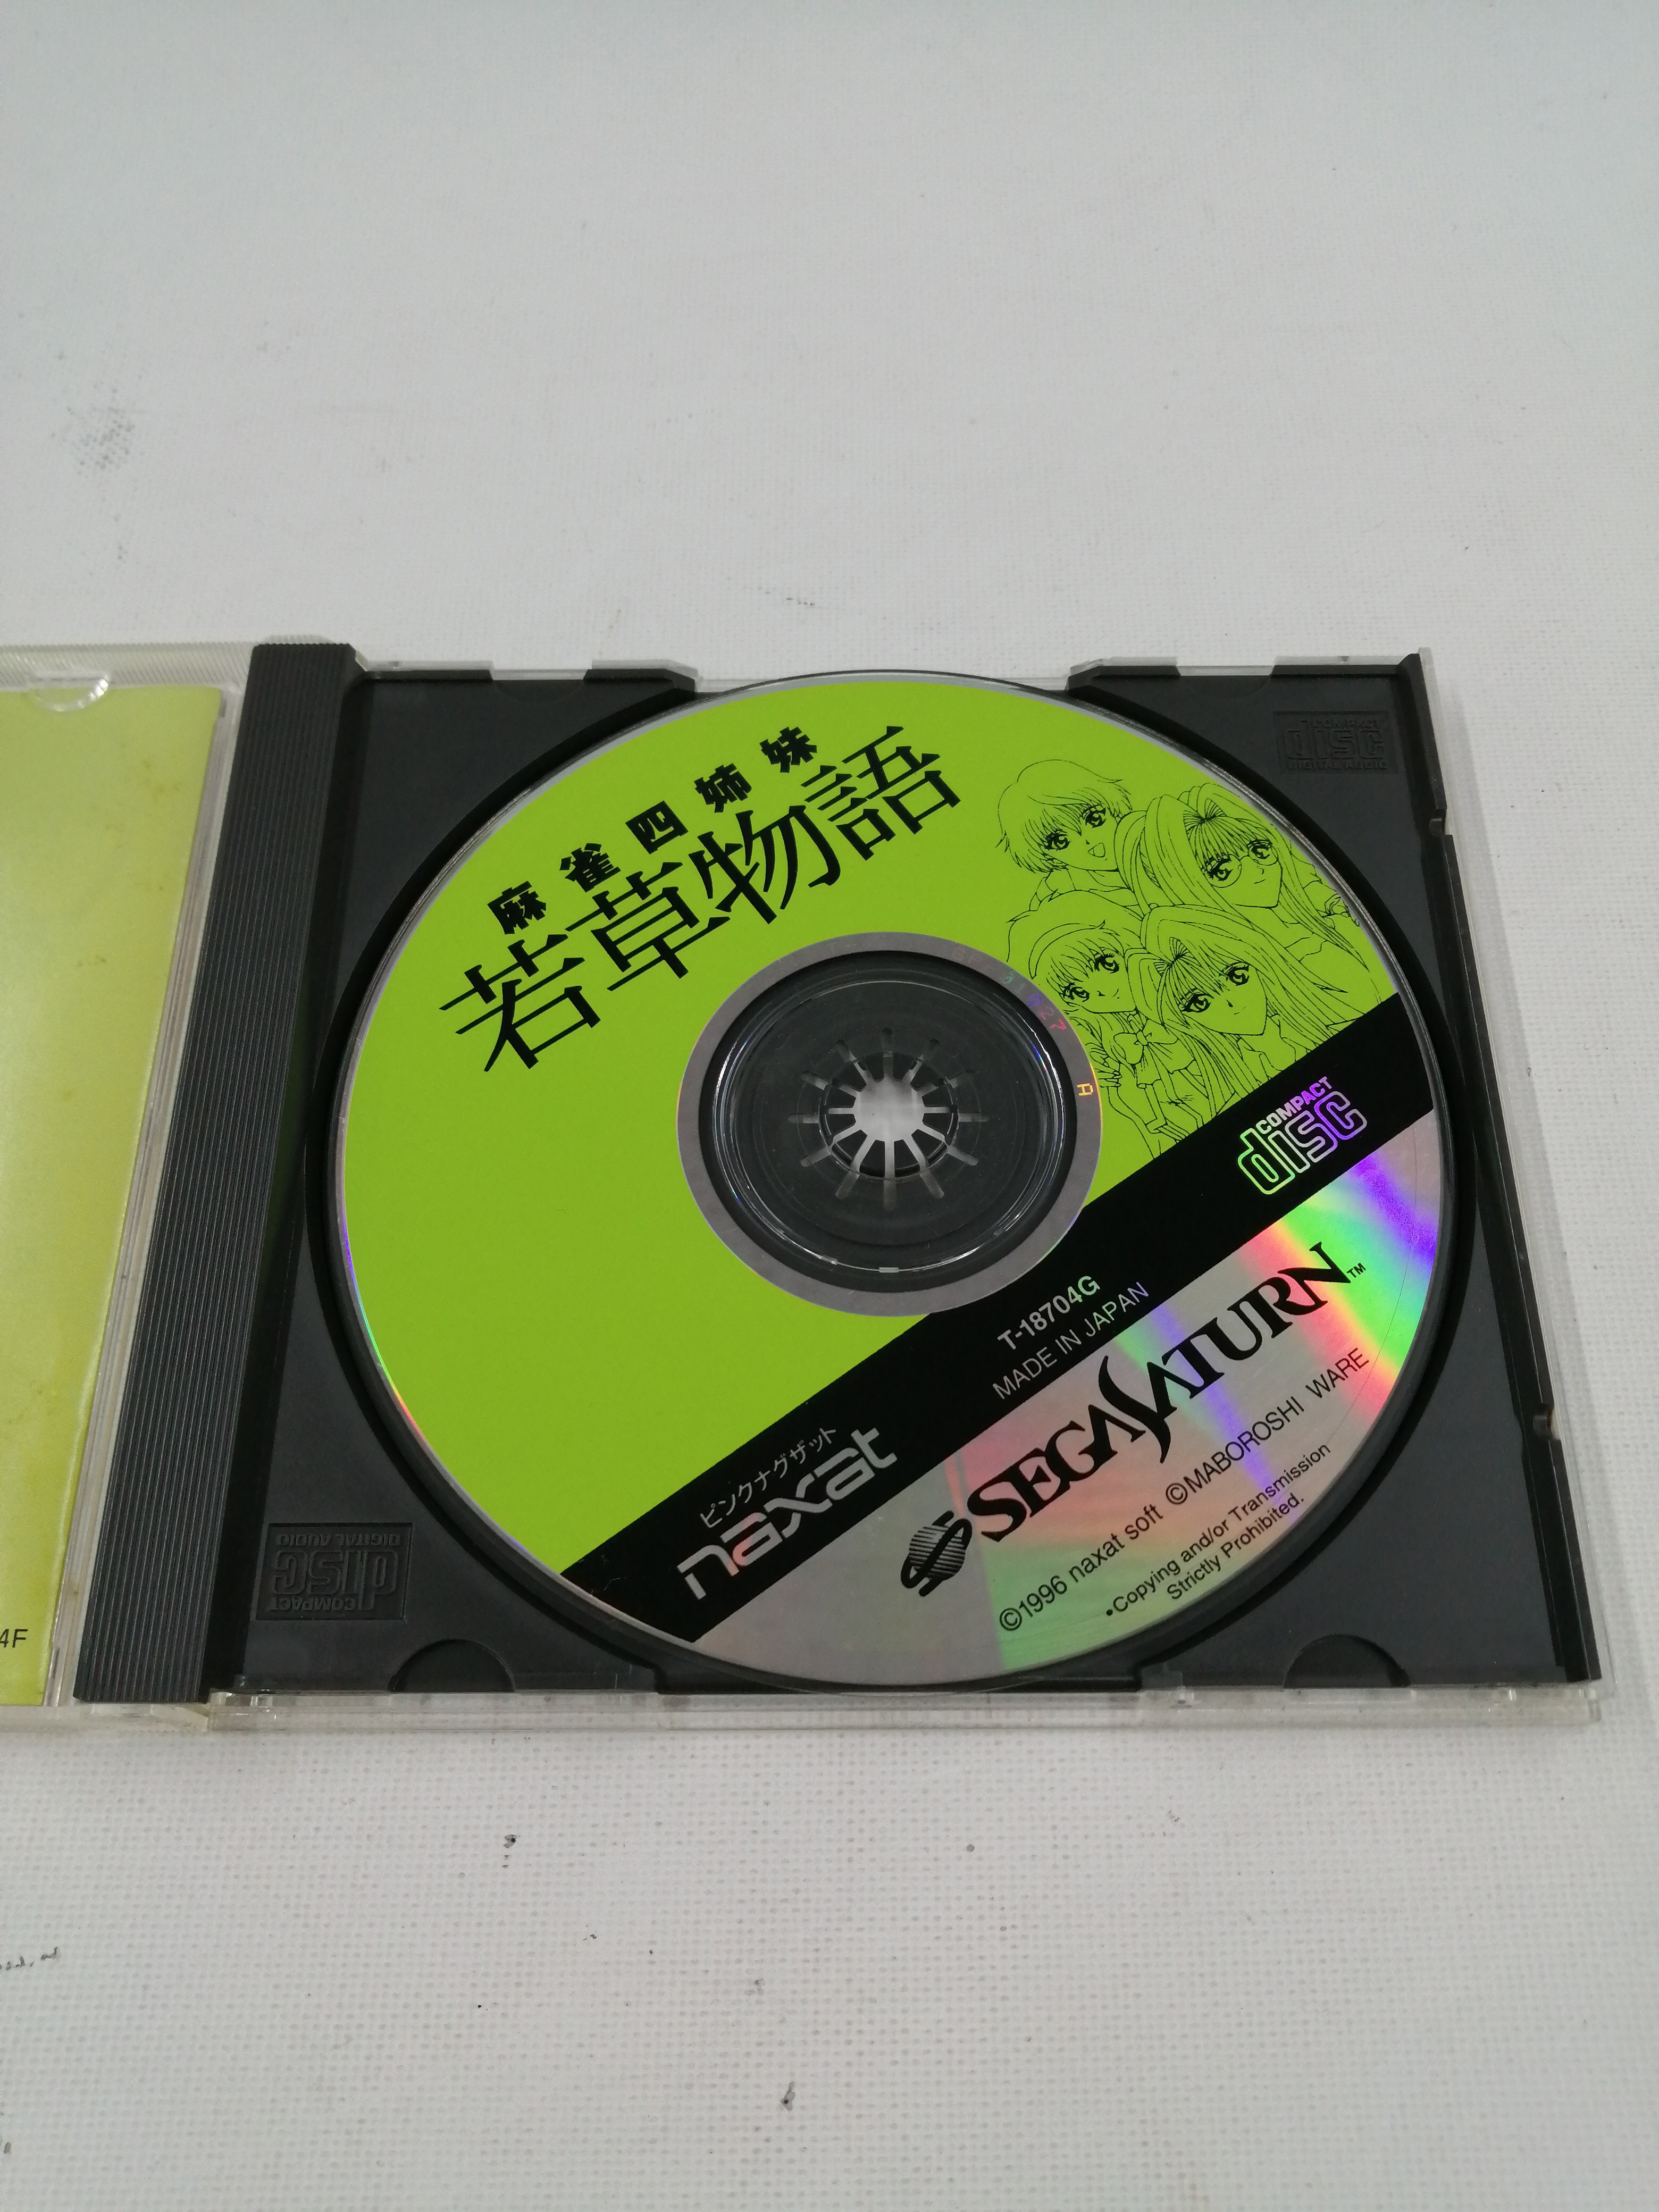 麻雀四姉妹
若草物語
COMPACT
disc
T-18704G
MADE IN JAPAN
ピンクナグザット
naxat
SEGA SATURN™
©1996 naxat soft ©MABOROSHI WARE
•Copying and/or Transmission
Strictly Prohibited.
COMPACT
disc
DIGITAL AUDIO
COMPACT
disc
DIGITAL AUDIO
4F